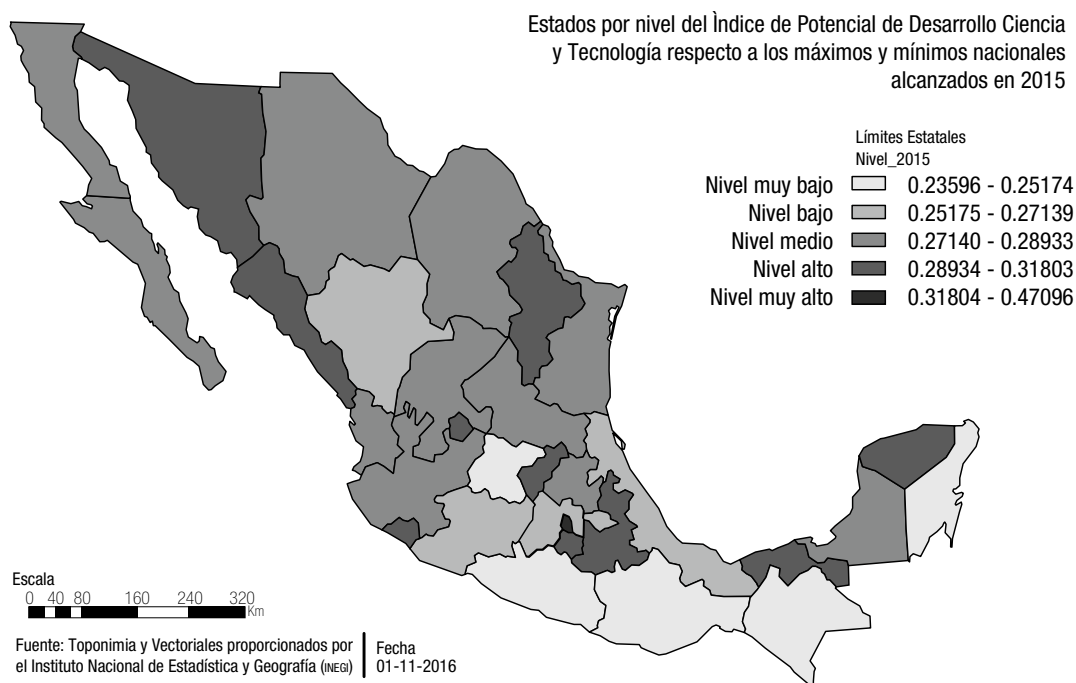 Estados por nivel del Ìndice de Potencial de Desarrollo Ciencia
y Tecnología respecto a los máximos y mínimos nacionales
alcanzados en 2015
Límites Estatales
Nivel_2015
Nivel muy bajo 0.23596 - 0.25174
Nivel bajo 0.25175 - 0.27139
Nivel medio 0.27140 - 0.28933
Nivel alto 0.28934 - 0.31803
Nivel muy alto 0.31804 - 0.47096
Escala
0 40 80 160 240 320
Km
Fuente: Toponimia y Vectoriales proporcionados por
el Instituto Nacional de Estadística y Geografía (INEGI)
Fecha
01-11-2016